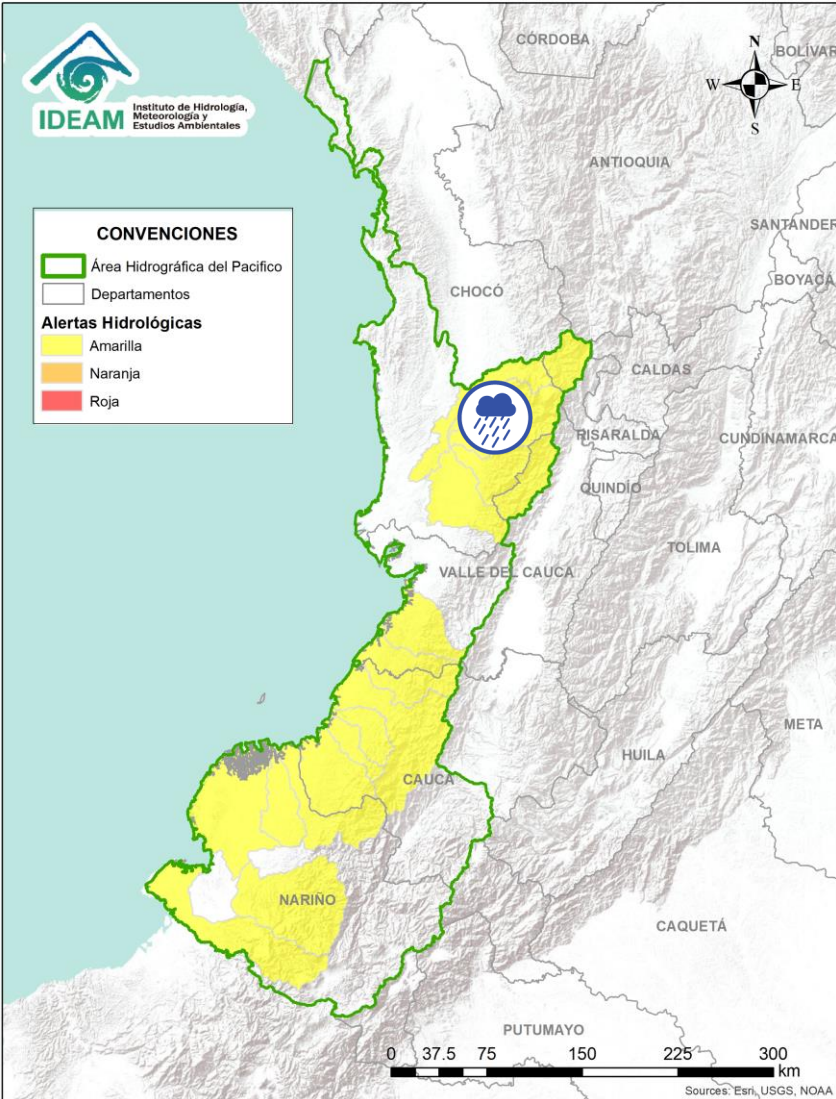 IDEAM
Instituto de Hidrología,
Meteorología y
Estudios Ambientales
CONVENCIONES
Área Hidrográfica del Pacifico
Departamentos
Alertas Hidrológicas
Amarilla
Naranja
Roja
N
W
E
S
CÓRDOBA
BOLÍVAR
ANTIOQUIA
SANTANDER
BOYACÁ
CHOCÓ
CALDAS
RISARALDA
CUNDINAMARCA
QUINDÍO
TOLIMA
VALLE DEL CAUCA
META
HUILA
CAUCA
NARIÑO
CAQUETÁ
PUTUMAYO
0 37.5 75 150 225 300
km
Sources: Esri, USGS, NOAA